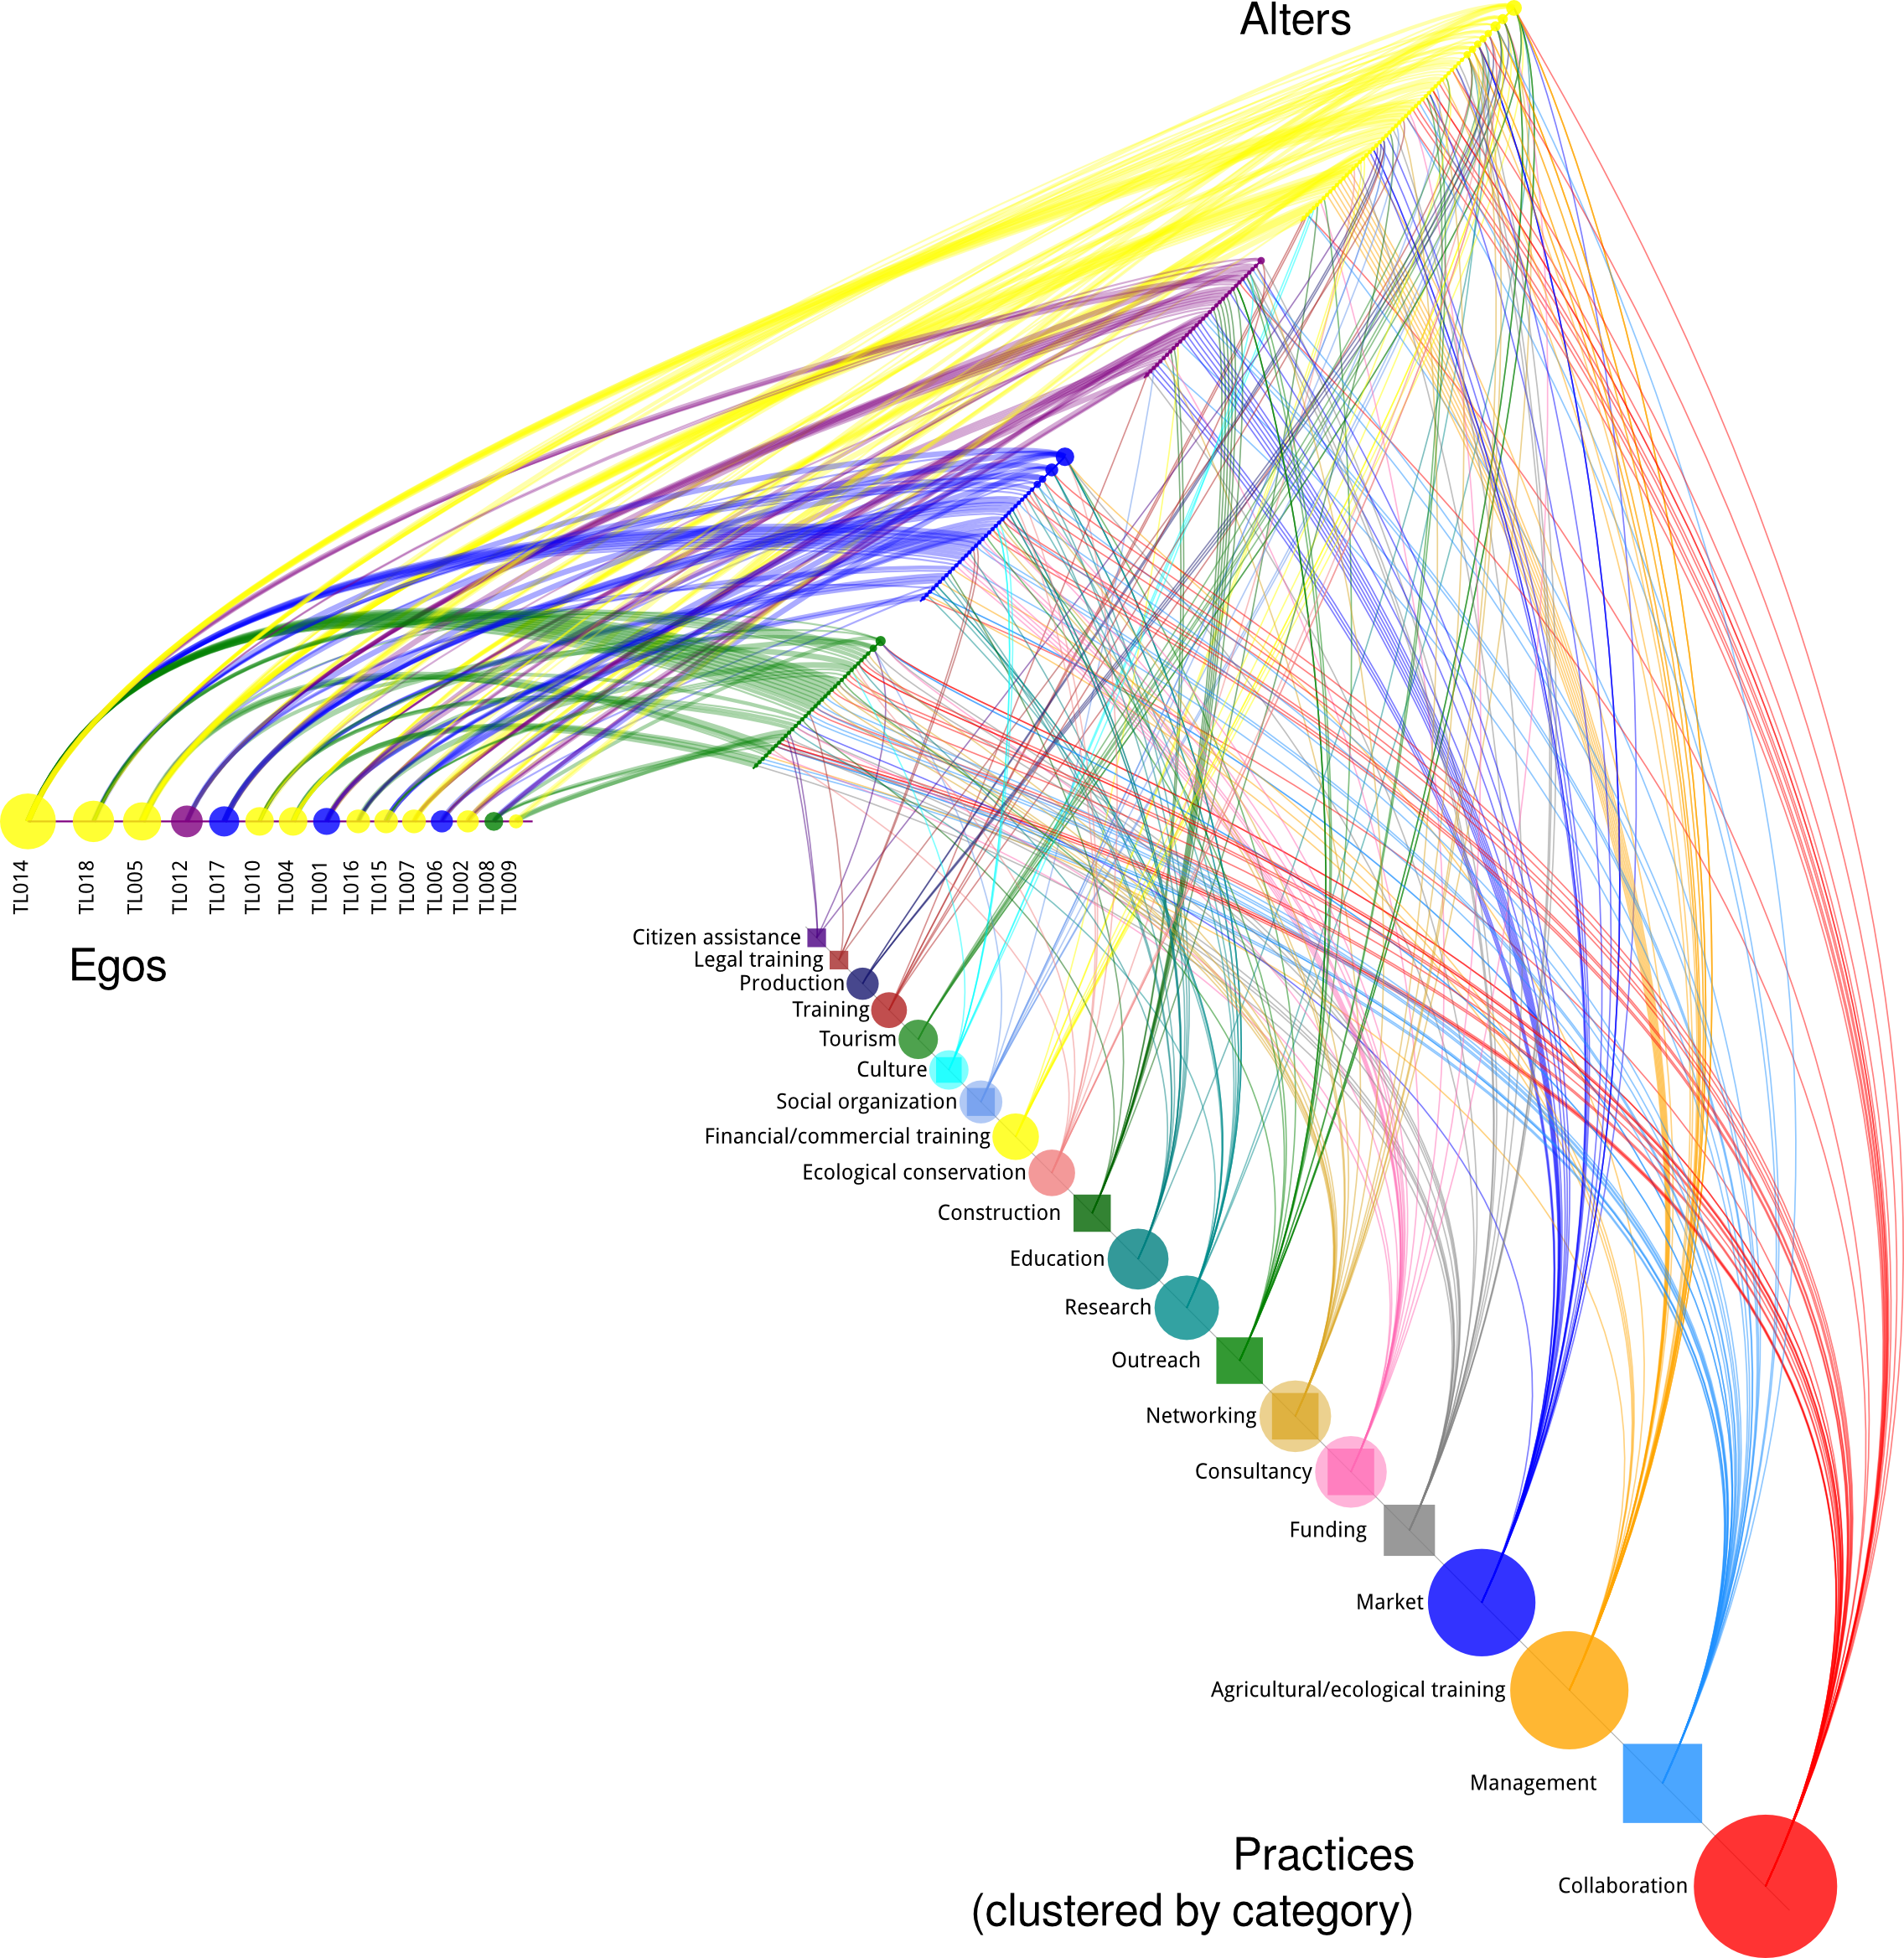 Alters
TL014
TL018
TL005
TL012
TL017
TL010
TL004
TL001
TL016
TL015
TL007
TL006
TL002
TL008
TL009
Egos
Citizen assistance
Legal training
Production
Training
Tourism
Culture
Social organization
Financial/commercial training
Ecological conservation
Construction
Education
Research
Outreach
Networking
Consultancy
Funding
Market
Agricultural/ecological training
Management
Collaboration
Practices
(clustered by category)